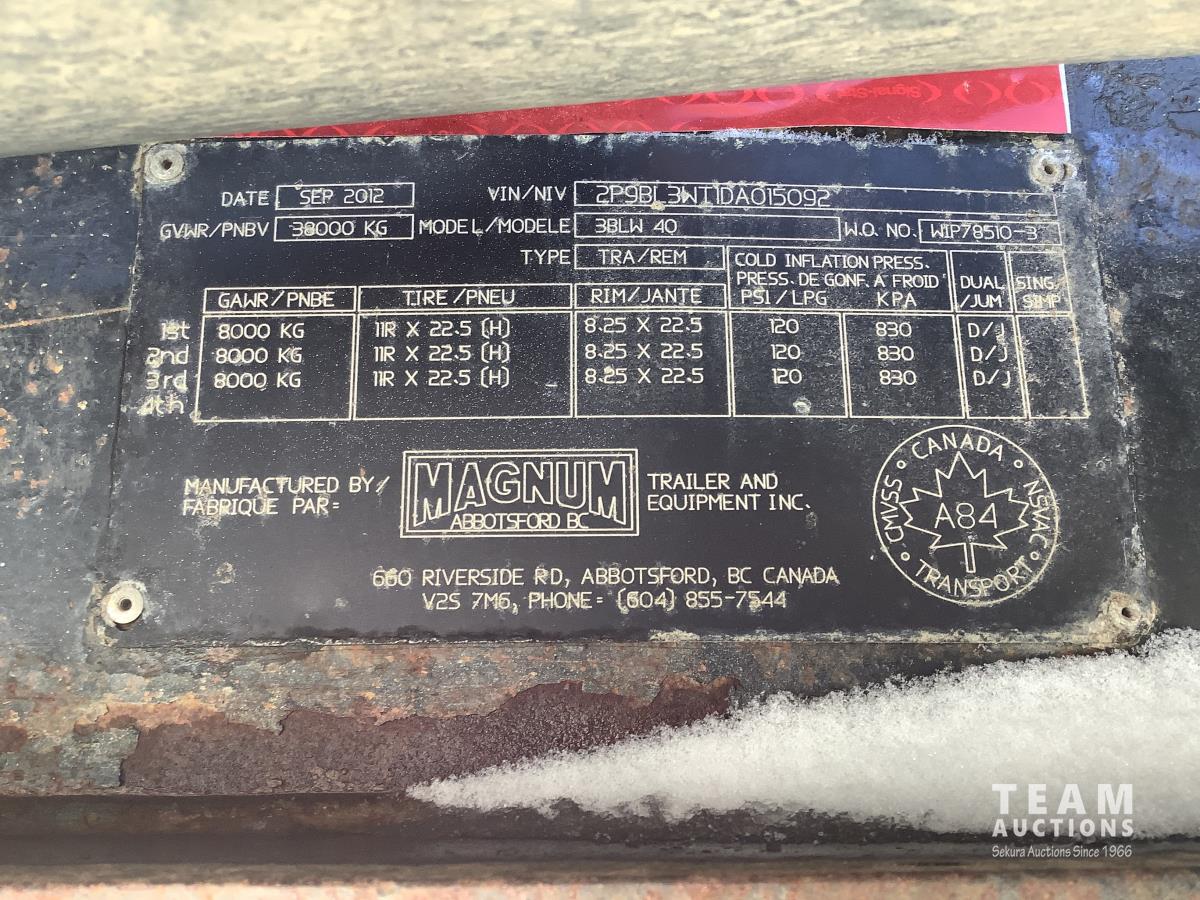 Signal-Stat
DATE SEP 2012 VIN/NIV 2P9BL3WT1DA015092
GVWR/PNBV 38000 KG MODEL/MODELE 3BLW 40 W.O. NO. WIP78510-3
TYPE TRA/REM COLD INFLATION PRESS.
PRESS. DE GONF. A FROID DUAL SING/
GAWR/PNBE TIRE/PNEU RIM/JANTE PSI/LPG KPA /JUM SIMP
1st 8000 KG 11R X 22.5 (H) 8.25 X 22.5 120 830 D/J
2nd 8000 KG 11R X 22.5 (H) 8.25 X 22.5 120 830 D/J
3rd 8000 KG 11R X 22.5 (H) 8.25 X 22.5 120 830 D/J
4th
MANUFACTURED BY/
FABRIQUE PAR=
MAGNUM
ABBOTSFORD BC
TRAILER AND
EQUIPMENT INC.
CANADA
CMVSS NSVAC
A84
TRANSPORT
660 RIVERSIDE RD, ABBOTSFORD, BC CANADA
V2S 7M6, PHONE= (604) 855-7544
TEAM
AUCTIONS
Sekura Auctions Since 1966